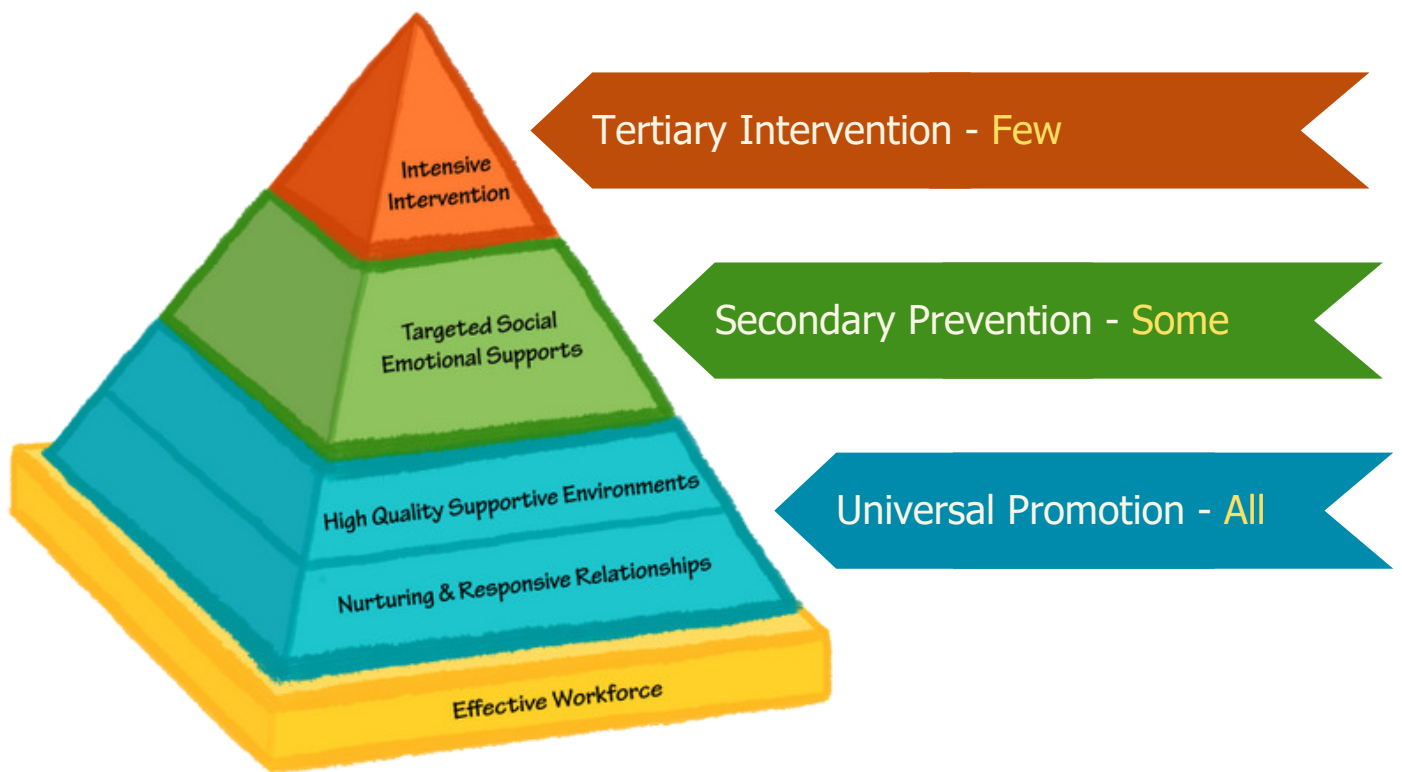 Intensive
Intervention
Tertiary Intervention - Few
Targeted Social
Emotional Supports
Secondary Prevention - Some
High Quality Supportive Environments
Universal Promotion - All
Nurturing & Responsive Relationships
Effective Workforce